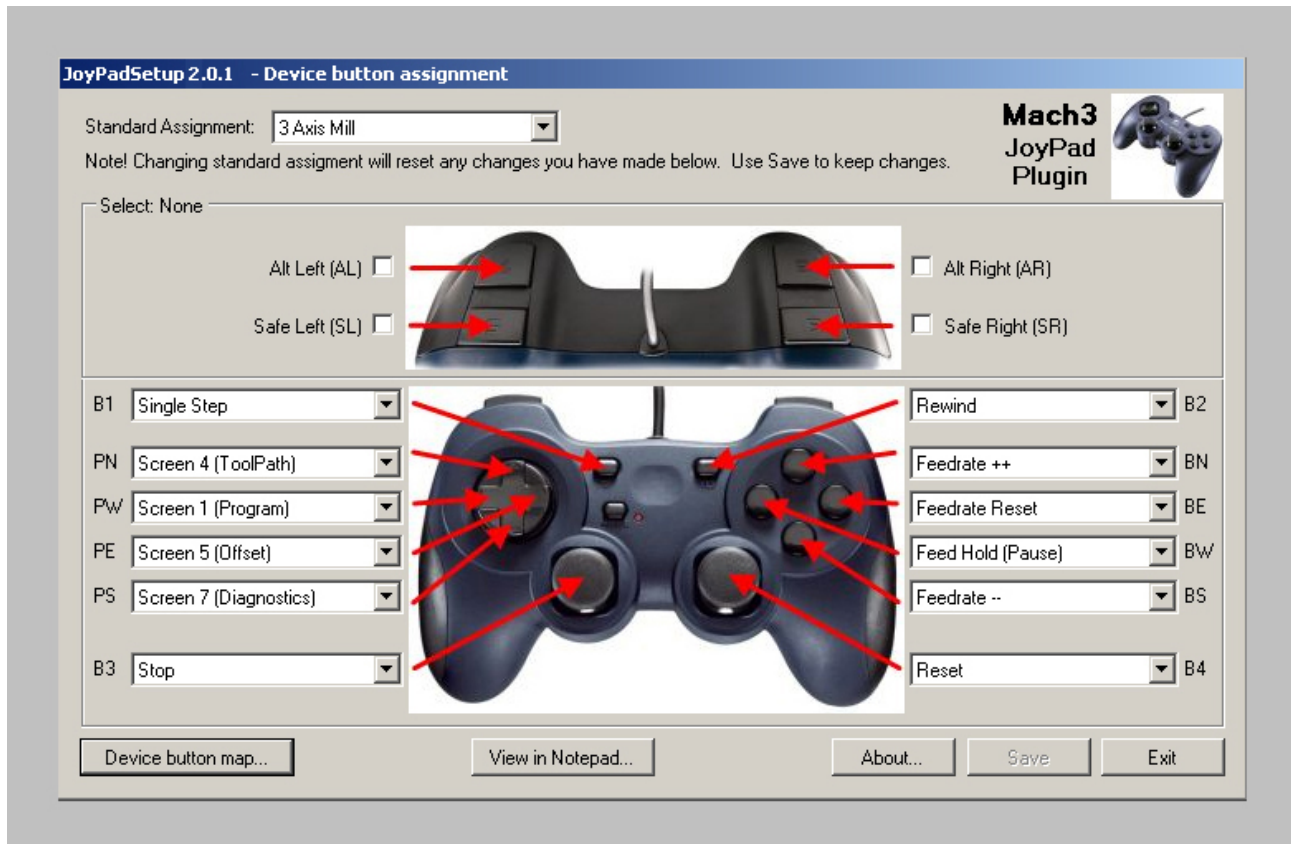 JoyPadSetup 2.0.1 - Device button assignment
Standard Assignment: 3 Axis Mill
Note! Changing standard assigment will reset any changes you have made below. Use Save to keep changes.
Mach3
JoyPad
Plugin
Select: None
Alt Left (AL)
Alt Right (AR)
Safe Left (SL)
Safe Right (SR)
B1 Single Step
Rewind B2
PN Screen 4 (ToolPath)
Feedrate ++ BN
PW Screen 1 (Program)
Feedrate Reset BE
PE Screen 5 (Offset)
Feed Hold (Pause) BW
PS Screen 7 (Diagnostics)
Feedrate -- BS
B3 Stop
Reset B4
Device button map...
View in Notepad...
About...
Save
Exit